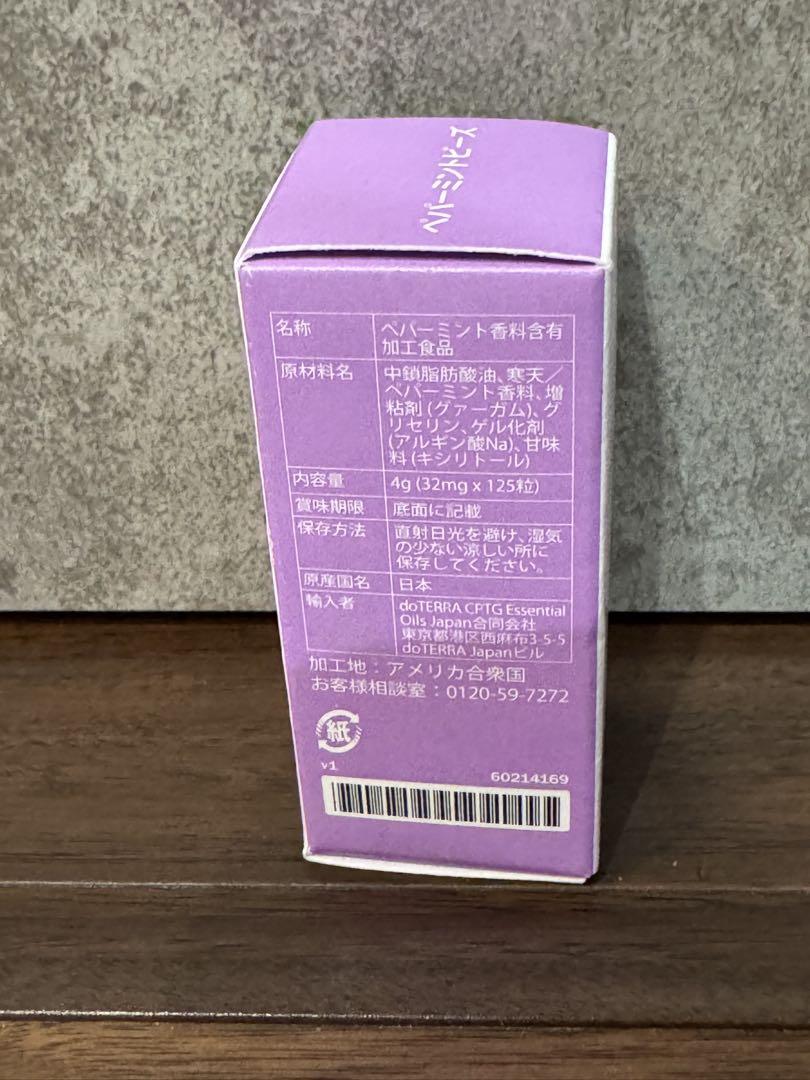 ペパーミントビーズ
名称
ペパーミント香料含有
加工食品
原材料名
中鎖脂肪酸油、寒天／
ペパーミント香料、増
粘剤 (グァーガム)、グ
リセリン、ゲル化剤
(アルギン酸Na)、甘味
料 (キシリトール)
内容量
4g (32mg x 125粒)
賞味期限
底面に記載
保存方法
直射日光を避け、湿気
の少ない涼しい所に
保存してください。
原産国名
日本
輸入者
doTERRA CPTG Essential
Oils Japan合同会社
東京都港区西麻布3-5-5
doTERRA Japanビル
加工地：アメリカ合衆国
お客様相談室：0120-59-7272
紙
v1
60214169